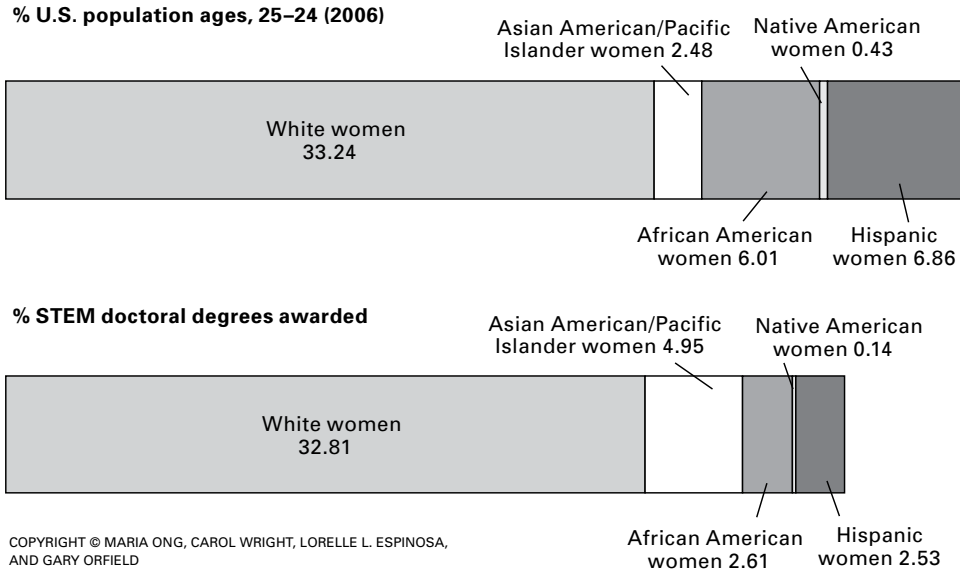 % U.S. population ages, 25–24 (2006)
Asian American/Pacific
Islander women 2.48
Native American
women 0.43
White women
33.24
African American
women 6.01
Hispanic
women 6.86
% STEM doctoral degrees awarded
Asian American/Pacific
Islander women 4.95
Native American
women 0.14
White women
32.81
African American
women 2.61
Hispanic
women 2.53
COPYRIGHT © MARIA ONG, CAROL WRIGHT, LORELLE L. ESPINOSA,
AND GARY ORFIELD